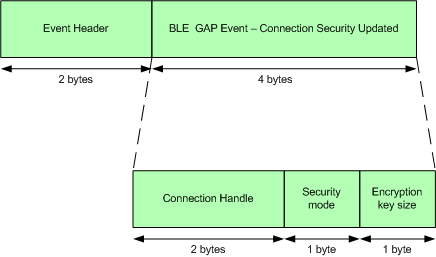 Event Header
BLE GAP Event – Connection Security Updated
2 bytes
4 bytes
Connection Handle
Security
mode
Encryption
key size
2 bytes
1 byte
1 byte